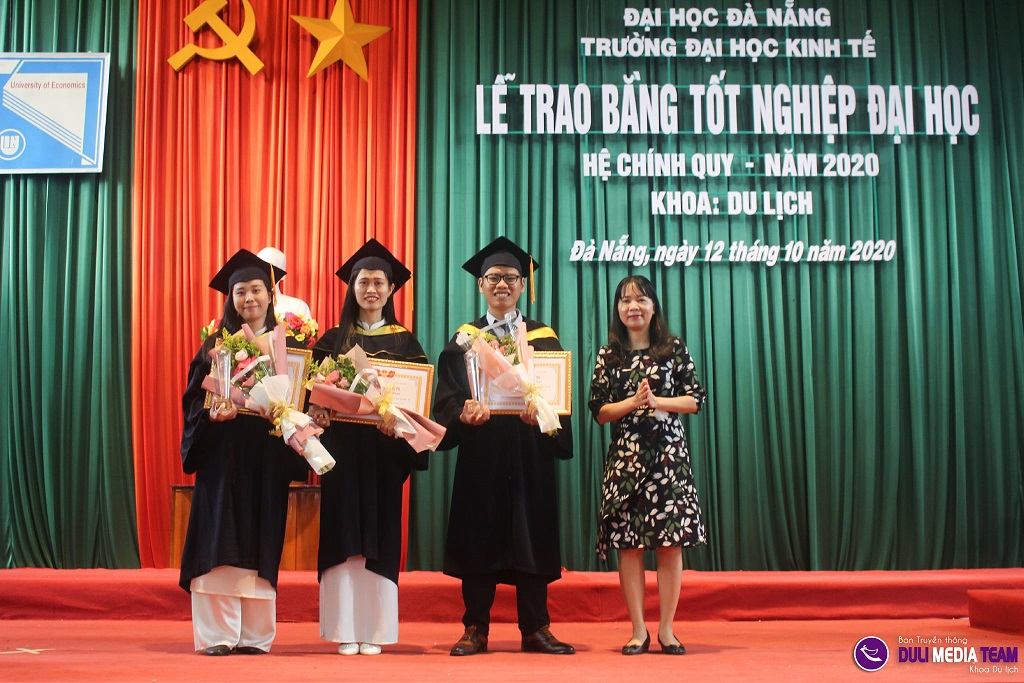 University of Economics
ĐẠI HỌC ĐÀ NẴNG
TRƯỜNG ĐẠI HỌC KINH TẾ
LỄ TRAO BẰNG TỐT NGHIỆP ĐẠI HỌC
HỆ CHÍNH QUY - NĂM 2020
KHOA: DU LỊCH
Đà Nẵng, ngày 12 tháng 10 năm 2020
Ban Truyền thông
DULI MEDIA TEAM
Khoa Du lịch